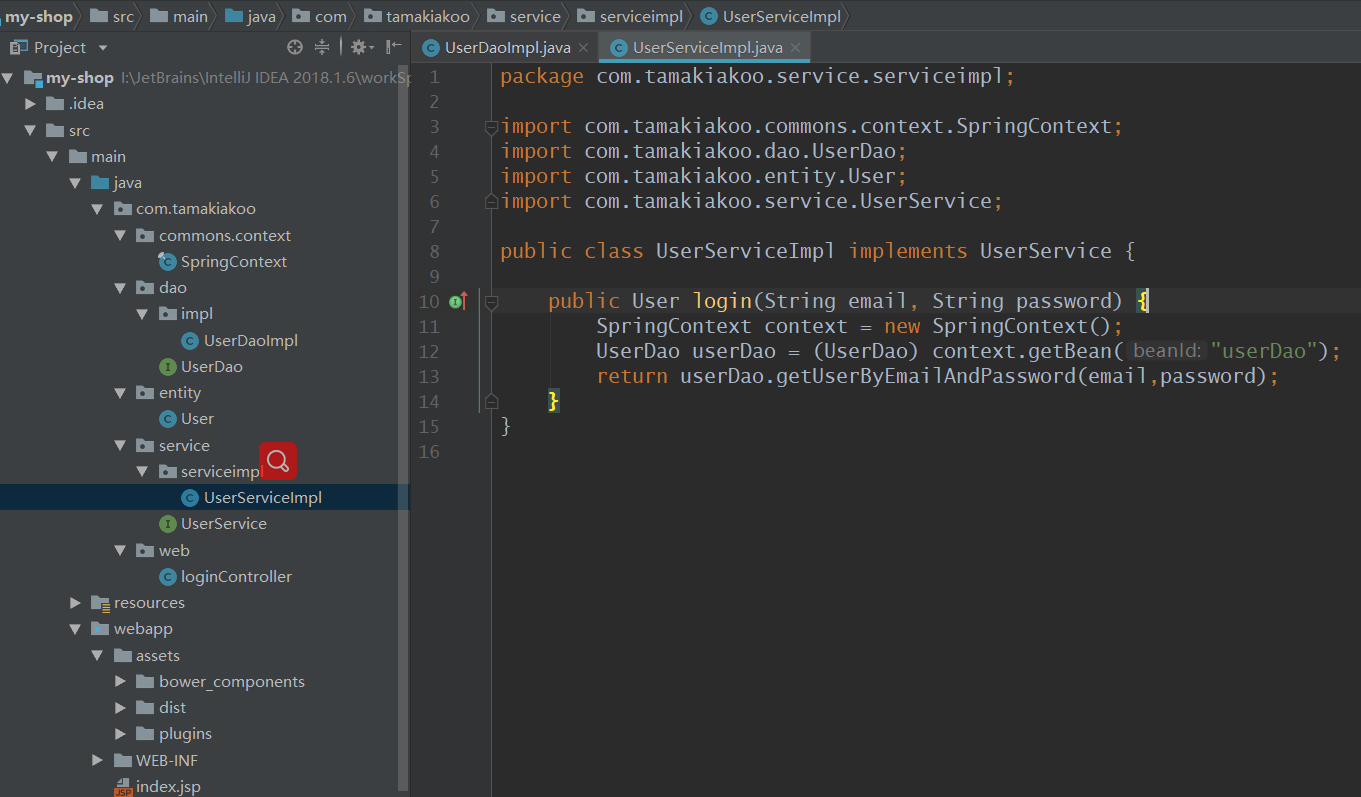 my-shop src main java com tamakiakoo service serviceimpl UserServiceImpl
Project
UserDaoImpl.java UserServiceImpl.java
my-shop I:\JetBrains\IntelliJ IDEA 2018.1.6\workSp
.idea
src
main
java
com.tamakiakoo
commons.context
SpringContext
dao
impl
UserDaoImpl
UserDao
entity
User
service
serviceimpl
UserServiceImpl
UserService
web
loginController
resources
webapp
assets
bower_components
dist
plugins
WEB-INF
index.jsp
1 package com.tamakiakoo.service.serviceimpl;
2
3 import com.tamakiakoo.commons.context.SpringContext;
4 import com.tamakiakoo.dao.UserDao;
5 import com.tamakiakoo.entity.User;
6 import com.tamakiakoo.service.UserService;
7
8 public class UserServiceImpl implements UserService {
9
10 public User login(String email, String password) {
11 SpringContext context = new SpringContext();
12 UserDao userDao = (UserDao) context.getBean( beanId: "userDao");
13 return userDao.getUserByEmailAndPassword(email,password);
14 }
15 }
16